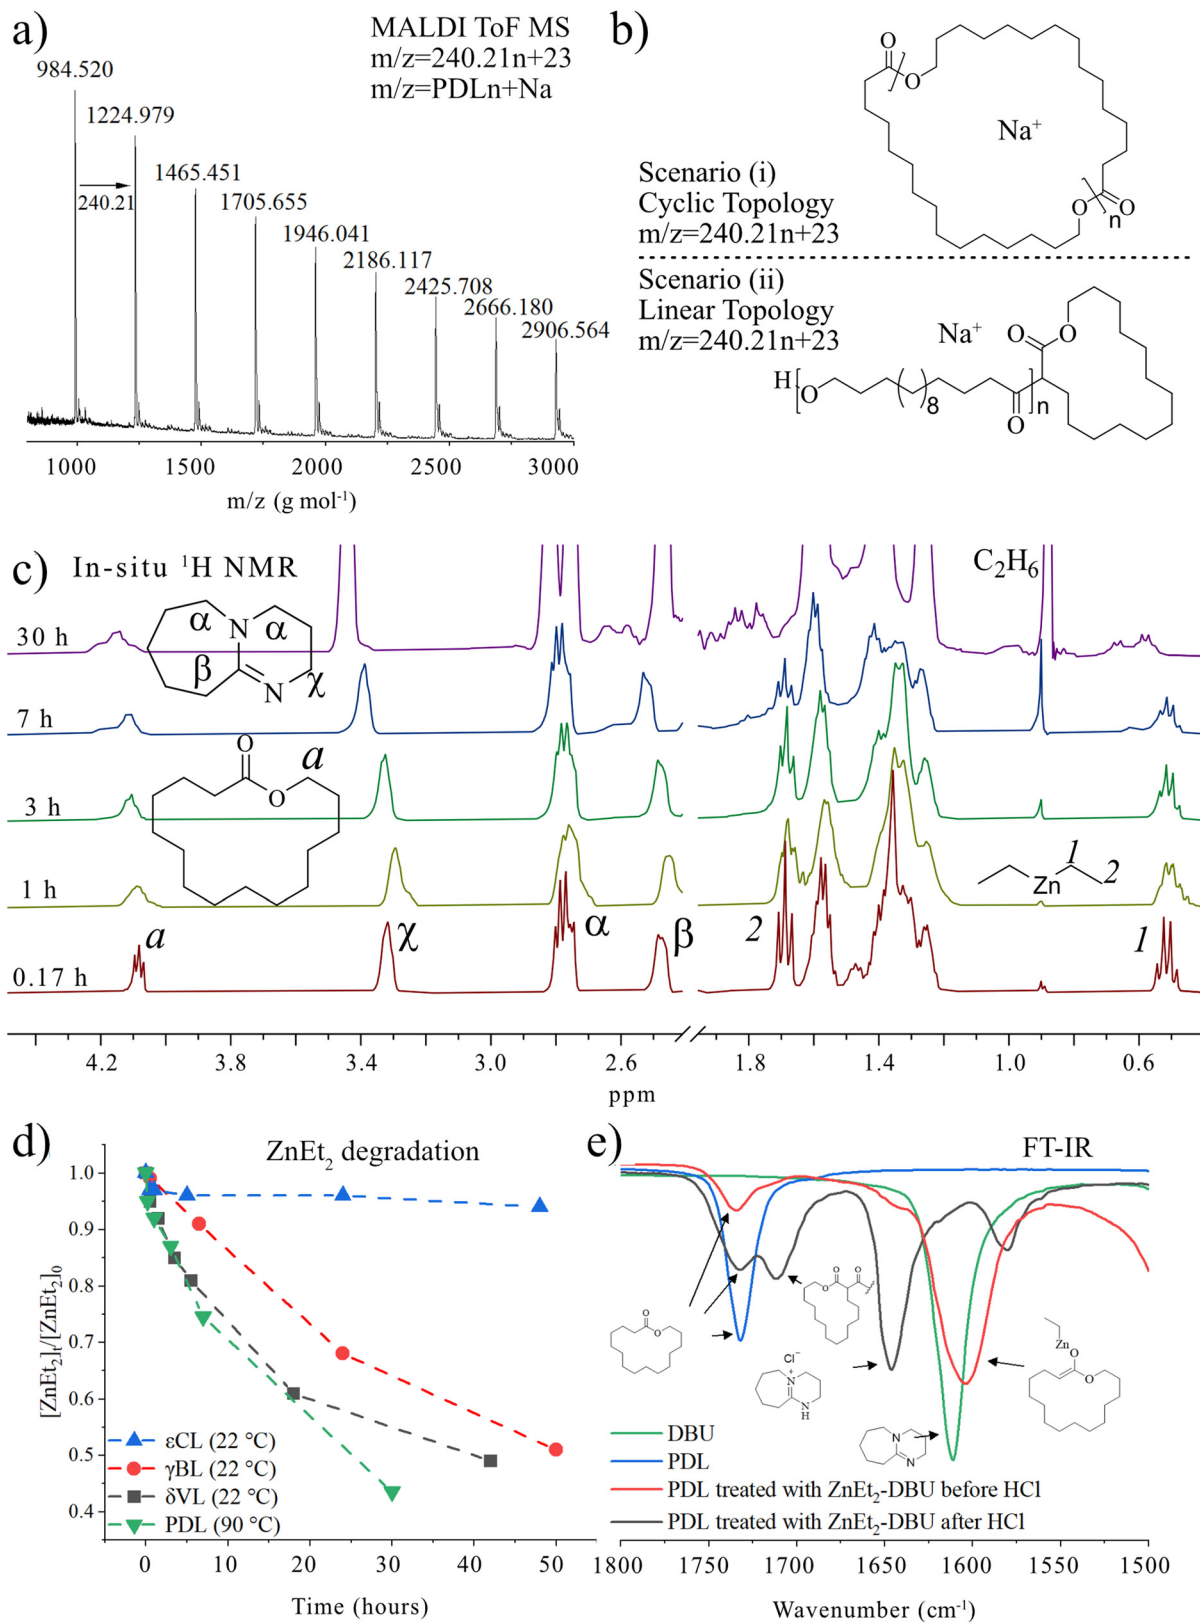 a)
MALDI ToF MS
m/z=240.21n+23
m/z=PDLn+Na
984.520
1224.979
1465.451
1705.655
1946.041
2186.117
2425.708
2666.180
2906.564
240.21
1000 1500 2000 2500 3000
m/z (g mol⁻¹)
b)
O
O
Na⁺
O
n
O
Scenario (i)
Cyclic Topology
m/z=240.21n+23
Scenario (ii)
Linear Topology
m/z=240.21n+23
Na⁺
O
O
H
O
8
O
n
c) In-situ ¹H NMR
C₂H₆
α
N
α
β
N
χ
30 h
7 h
O
a
O
3 h
1 h
1
2
Zn
0.17 h
a
χ
α
β
2
1
4.2 3.8 3.4 3.0 2.6 1.8 1.4 1.0 0.6
ppm
d)
ZnEt₂ degradation
[ZnEt₂]ₜ/[ZnEt₂]₀
1.0
0.9
0.8
0.7
0.6
0.5
0.4
εCL (22 °C)
γBL (22 °C)
δVL (22 °C)
PDL (90 °C)
0 10 20 30 40 50
Time (hours)
e)
FT-IR
O
O
O
O
O
Cl⁻
N
+
N
H
N
N
Zn
O
O
DBU
PDL
PDL treated with ZnEt₂-DBU before HCl
PDL treated with ZnEt₂-DBU after HCl
1800 1750 1700 1650 1600 1550 1500
Wavenumber (cm⁻¹)